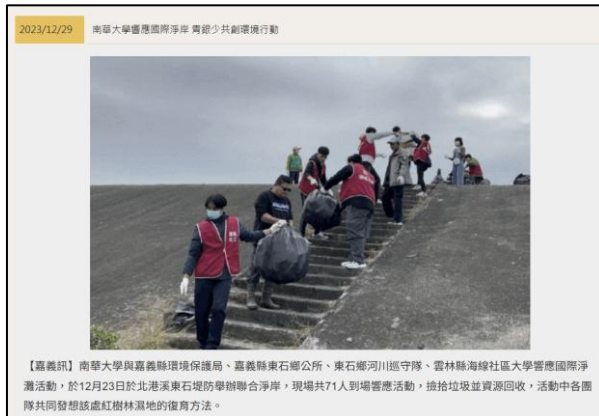 2023/12/29 南華大學響應國際淨岸 青銀少共創環境行動
【嘉義訊】南華大學與嘉義縣環境保護局、嘉義縣東石鄉公所、東石鄉河川巡守隊、雲林縣海線社區大學響應國際淨
灘活動，於12月23日於北港溪東石堤防舉辦聯合淨岸，現場共71人到場響應活動，撿拾垃圾並資源回收，活動中各團
隊共同發想該處紅樹林濕地的復育方法。